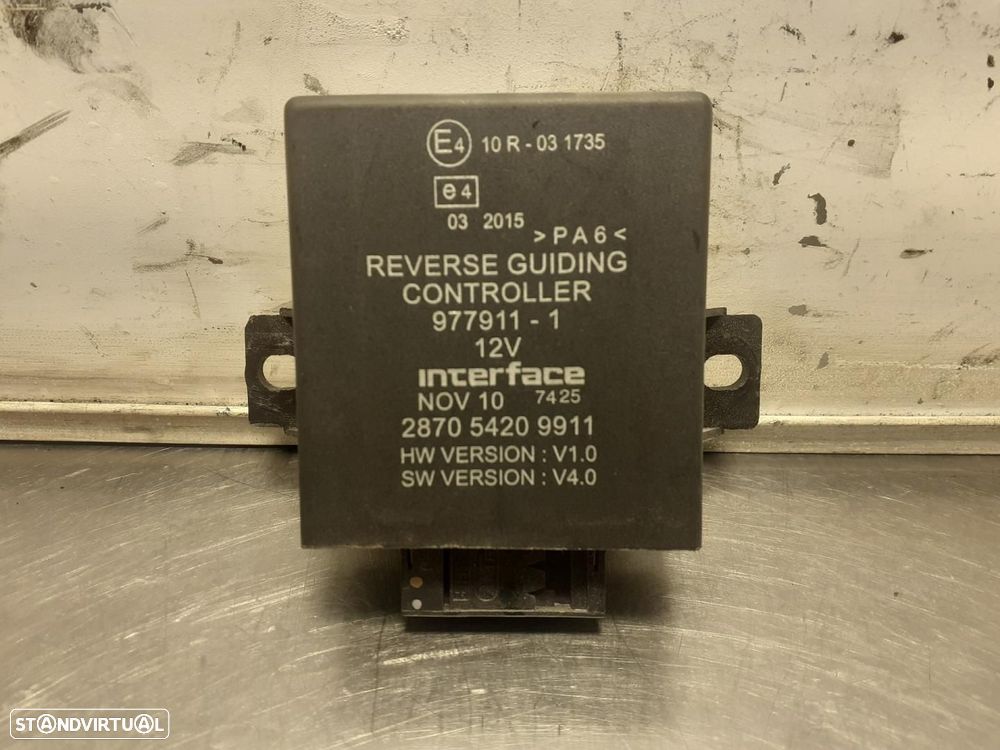 E4 10 R - 03 1735
e4
03 2015
> P A 6 <
REVERSE GUIDING
CONTROLLER
977911 - 1
12V
interface
NOV 10 7425
2870 5420 9911
HW VERSION : V1.0
SW VERSION : V4.0
STANDVIRTUAL